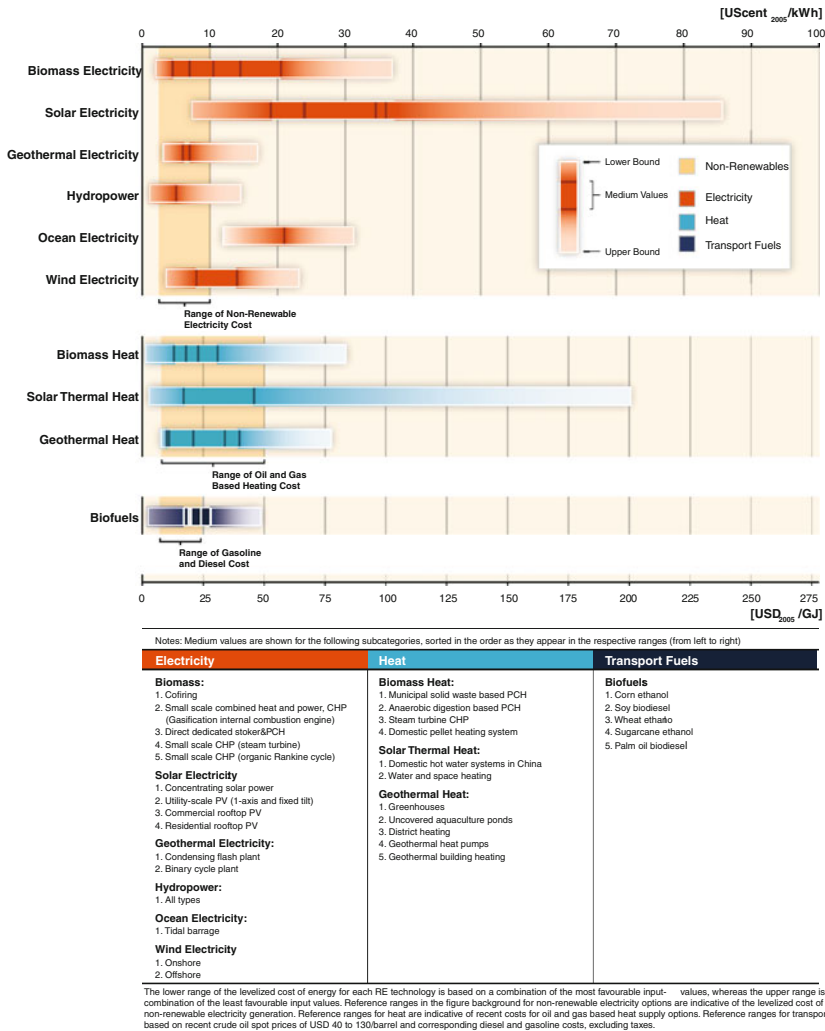 [UScent 2005/kWh]
0 10 20 30 40 50 60 70 80 90 100
Biomass Electricity
Solar Electricity
Geothermal Electricity
Hydropower
Ocean Electricity
Wind Electricity
Lower Bound
Medium Values
Upper Bound
Non-Renewables
Electricity
Heat
Transport Fuels
Range of Non-Renewable
Electricity Cost
Biomass Heat
Solar Thermal Heat
Geothermal Heat
Range of Oil and Gas
Based Heating Cost
Biofuels
Range of Gasoline
and Diesel Cost
0 25 50 75 100 125 150 175 200 225 250 275
[USD2005 /GJ]
Notes: Medium values are shown for the following subcategories, sorted in the order as they appear in the respective ranges (from left to right)
Electricity
Biomass:
1. Cofiring
2. Small scale combined heat and power, CHP
(Gasification internal combustion engine)
3. Direct dedicated stoker&PCH
4. Small scale CHP (steam turbine)
5. Small scale CHP (organic Rankine cycle)
Solar Electricity
1. Concentrating solar power
2. Utility-scale PV (1-axis and fixed tilt)
3. Commercial rooftop PV
4. Residential rooftop PV
Geothermal Electricity:
1. Condensing flash plant
2. Binary cycle plant
Hydropower:
1. All types
Ocean Electricity:
1. Tidal barrage
Wind Electricity
1. Onshore
2. Offshore
Heat
Biomass Heat:
1. Municipal solid waste based PCH
2. Anaerobic digestion based PCH
3. Steam turbine CHP
4. Domestic pellet heating system
Solar Thermal Heat:
1. Domestic hot water systems in China
2. Water and space heating
Geothermal Heat:
1. Greenhouses
2. Uncovered aquaculture ponds
3. District heating
4. Geothermal heat pumps
5. Geothermal building heating
Transport Fuels
Biofuels
1. Corn ethanol
2. Soy biodiesel
3. Wheat ethano
4. Sugarcane ethanol
5. Palm oil biodiesel
The lower range of the levelized cost of energy for each RE technology is based on a combination of the most favourable input- values, whereas the upper range is
combination of the least favourable input values. Reference ranges in the figure background for non-renewable electricity options are indicative of the levelized cost of
non-renewable electricity generation. Reference ranges for heat are indicative of recent costs for oil and gas based heat supply options. Reference ranges for transpor
based on recent crude oil spot prices of USD 40 to 130/barrel and corresponding diesel and gasoline costs, excluding taxes.